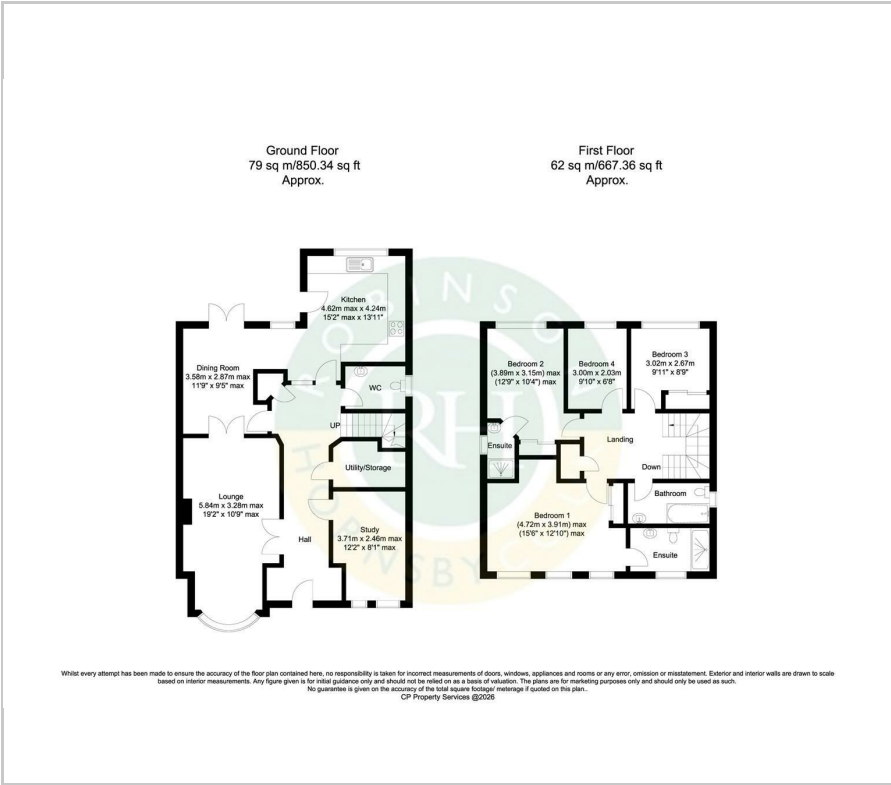 Ground Floor
79 sq m/850.34 sq ft
Approx.
First Floor
62 sq m/667.36 sq ft
Approx.
Kitchen
4.62m max x 4.24m
15'2" max x 13'11"
Dining Room
3.58m x 2.87m max
11'9" x 9'5" max
WC
UP
Utility/Storage
Lounge
5.84m x 3.28m max
19'2" x 10'9" max
Study
3.71m x 2.46m max
12'2" x 8'1" max
Hall
Bedroom 2
(3.89m x 3.15m) max
(12'9" x 10'4") max
Bedroom 4
3.00m x 2.03m
9'10" x 6'8"
Bedroom 3
3.02m x 2.67m
9'11" x 8'9"
Ensuite
Landing
Down
Bathroom
Bedroom 1
(4.72m x 3.91m) max
(15'6" x 12'10") max
Ensuite
ROBINSON
RH
HORNSBY
Whilst every attempt has been made to ensure the accuracy of the floor plan contained here, no responsibility is taken for incorrect measurements of doors, windows, appliances and rooms or any error, omission or misstatement. Exterior and interior walls are drawn to scale
based on interior measurements. Any figure given is for initial guidance only and should not be relied on as a basis of valuation. The plans are for marketing purposes only and should only be used as such.
No guarantee is given on the accuracy of the total square footage/ meterage if quoted on this plan..
CP Property Services @2026